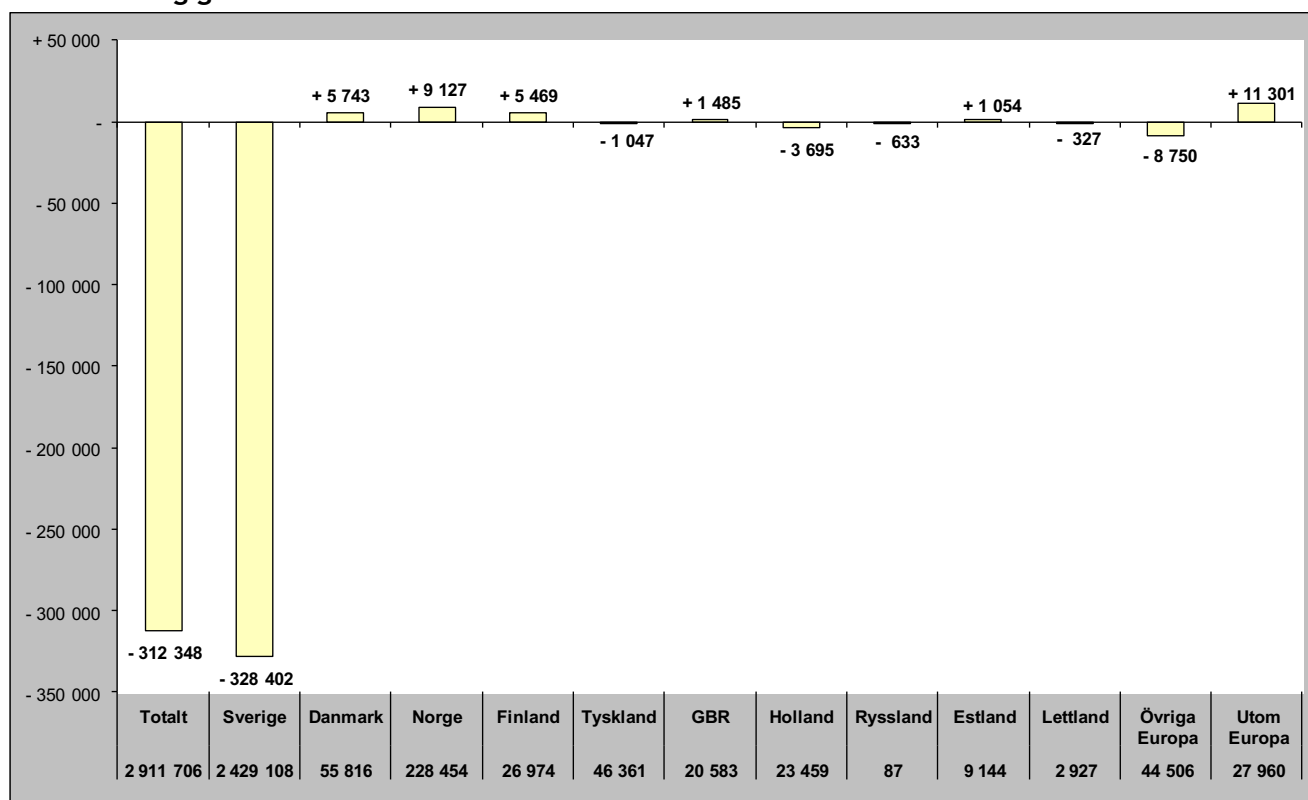 + 50 000
-
- 50 000
- 100 000
- 150 000
- 200 000
- 250 000
- 300 000
- 350 000
- 312 348
- 328 402
+ 5 743
+ 9 127
+ 5 469
- 1 047
+ 1 485
- 3 695
- 633
+ 1 054
- 327
- 8 750
+ 11 301
Totalt Sverige Danmark Norge Finland Tyskland GBR Holland Ryssland Estland Lettland Övriga Europa Utom Europa
2 911 706 2 429 108 55 816 228 454 26 974 46 361 20 583 23 459 87 9 144 2 927 44 506 27 960